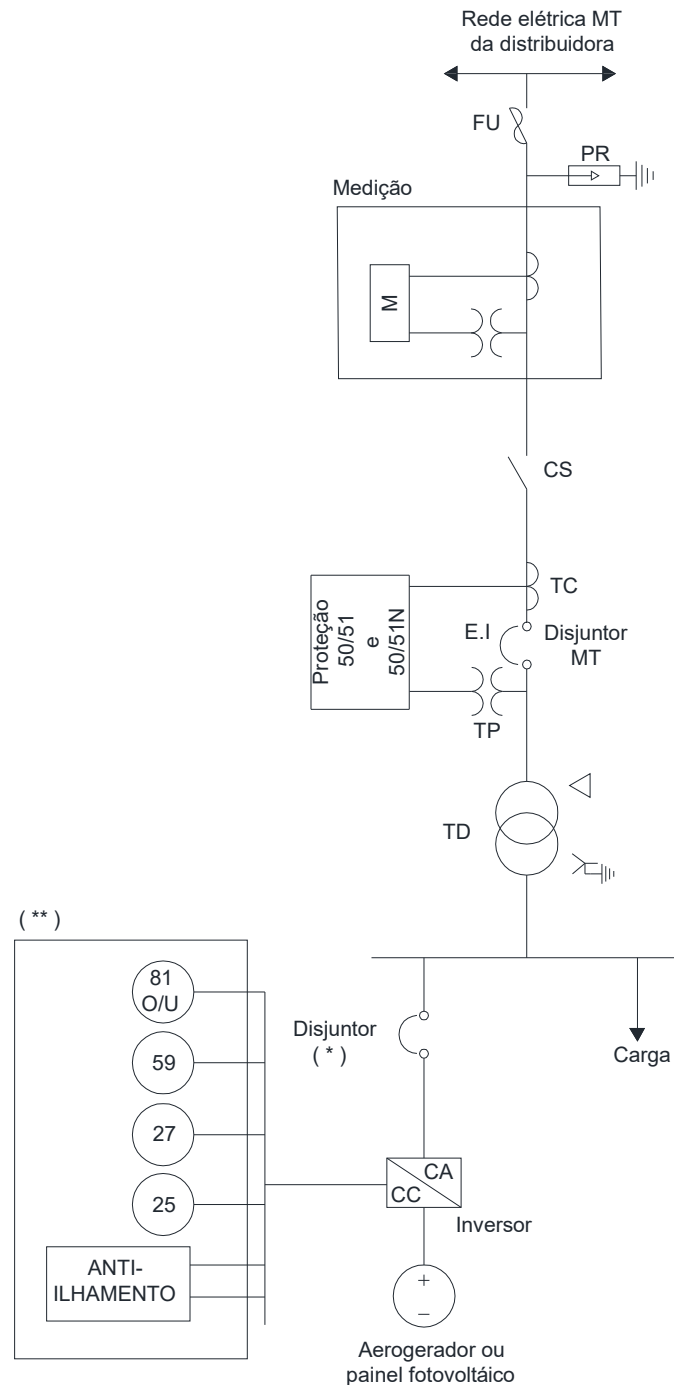 Rede elétrica MT
da distribuidora
FU
PR
Medição
M
CS
TC
Proteção
50/51
e
50/51N
E.I
Disjuntor
MT
TP
TD
( ** )
81
O/U
59
27
25
ANTI-
ILHAMENTO
Disjuntor
( * )
Carga
CA
CC
Inversor
+
–
Aerogerador ou
painel fotovoltáico